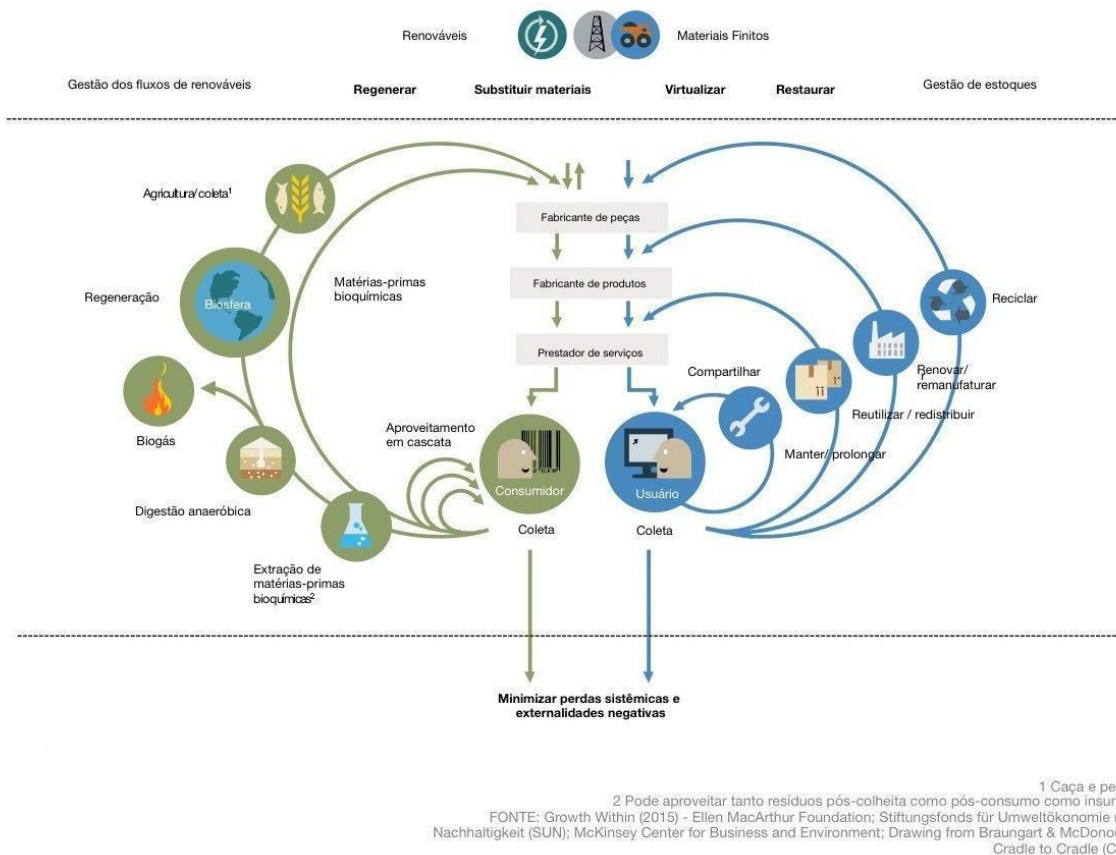 Renováveis
Materiais Finitos
Gestão dos fluxos de renováveis
Regenerar
Substituir materiais
Virtualizar
Restaurar
Gestão de estoques
Agricultura/coleta¹
Regeneração
Biosfera
Matérias-primas
bioquímicas
Biogás
Digestão anaeróbica
Extração de
matérias-primas
bioquímicas²
Aproveitamento
em cascata
Fabricante de peças
Fabricante de produtos
Prestador de serviços
Consumidor
Coleta
Usuário
Coleta
Compartilhar
Manter/ prolongar
Reutilizar / redistribuir
Renovar/
remanufaturar
Reciclar
Minimizar perdas sistêmicas e
externalidades negativas
1 Caça e pe
2 Pode aproveitar tanto resíduos pós-colheita como pós-consumo como insu
FONTE: Growth Within (2015) - Ellen MacArthur Foundation; Stiftungsfonds für Umweltökonomie
Nachhaltigkeit (SUN); McKinsey Center for Business and Environment; Drawing from Braungart & McDono
Cradle to Cradle (C